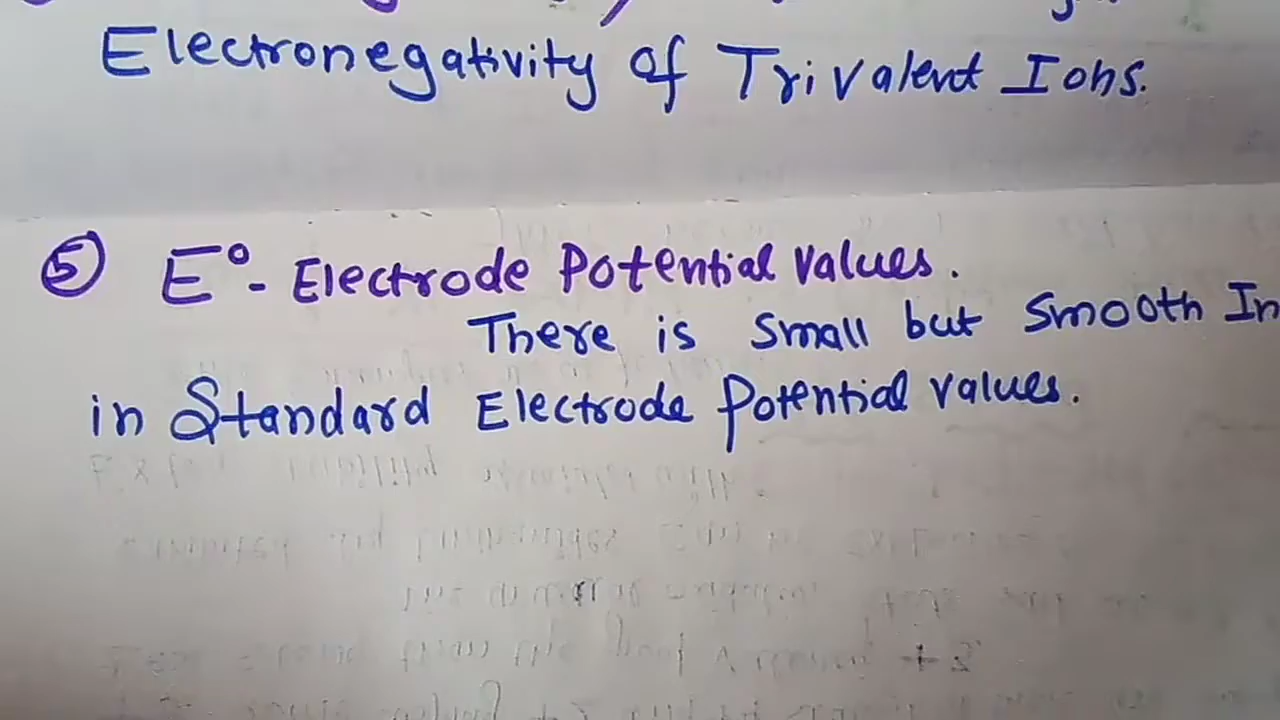 Electronegativity of Trivalent Ions.
⑤ E° - Electrode Potential values.
There is small but smooth In
in Standard Electrode potential values.